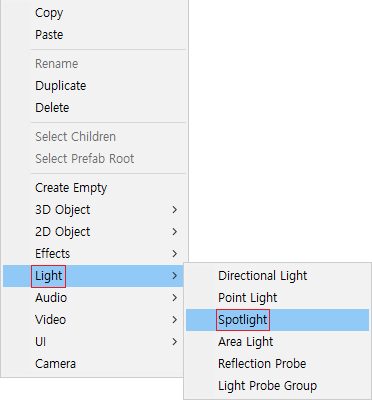 Copy
Paste
Rename
Duplicate
Delete
Select Children
Select Prefab Root
Create Empty
3D Object
2D Object
Effects
Light
Audio
Video
UI
Camera
Directional Light
Point Light
Spotlight
Area Light
Reflection Probe
Light Probe Group